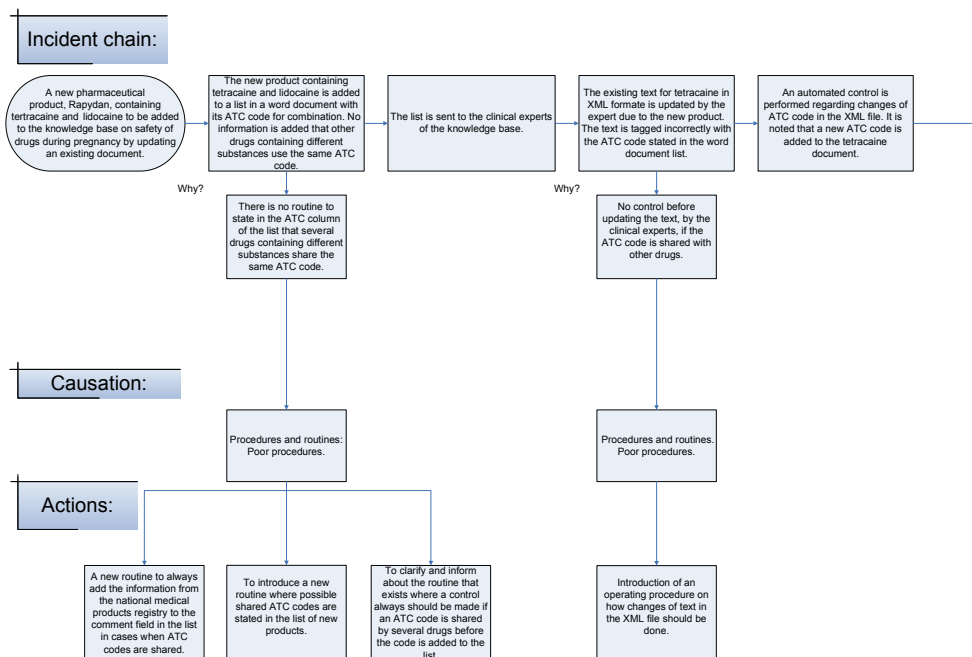 Incident chain:
A new pharmaceutical
product, Rapydan, containing
tertracaine and lidocaine to be added
to the knowledge base on safety of
drugs during pregnancy by updating
an existing document.
The new product containing
tetracaine and lidocaine is added
to a list in a word document with
its ATC code for combination. No
information is added that other
drugs containing different
substances use the same ATC
code.
The list is sent to the clinical experts
of the knowledge base.
The existing text for tetracaine in
XML formate is updated by the
expert due to the new product.
The text is tagged incorrectly with
the ATC code stated in the word
document list.
An automated control is
performed regarding changes of
ATC code in the XML file. It is
noted that a new ATC code is
added to the tetracaine
document.
Why?
There is no routine to
state in the ATC column
of the list that several
drugs containing different
substances share the
same ATC code.
Why?
No control before
updating the text, by the
clinical experts, if the
ATC code is shared with
other drugs.
Causation:
Procedures and routines:
Poor procedures.
Procedures and routines.
Poor procedures.
Actions:
A new routine to always
add the information from
the national medical
products registry to the
comment field in the list
in cases when ATC
codes are shared.
To introduce a new
routine where possible
shared ATC codes are
stated in the list of new
products.
To clarify and inform
about the routine that
exists where a control
always should be made if
an ATC code is shared
by several drugs before
the code is added to the
list.
Introduction of an
operating procedure on
how changes of text in
the XML file should be
done.